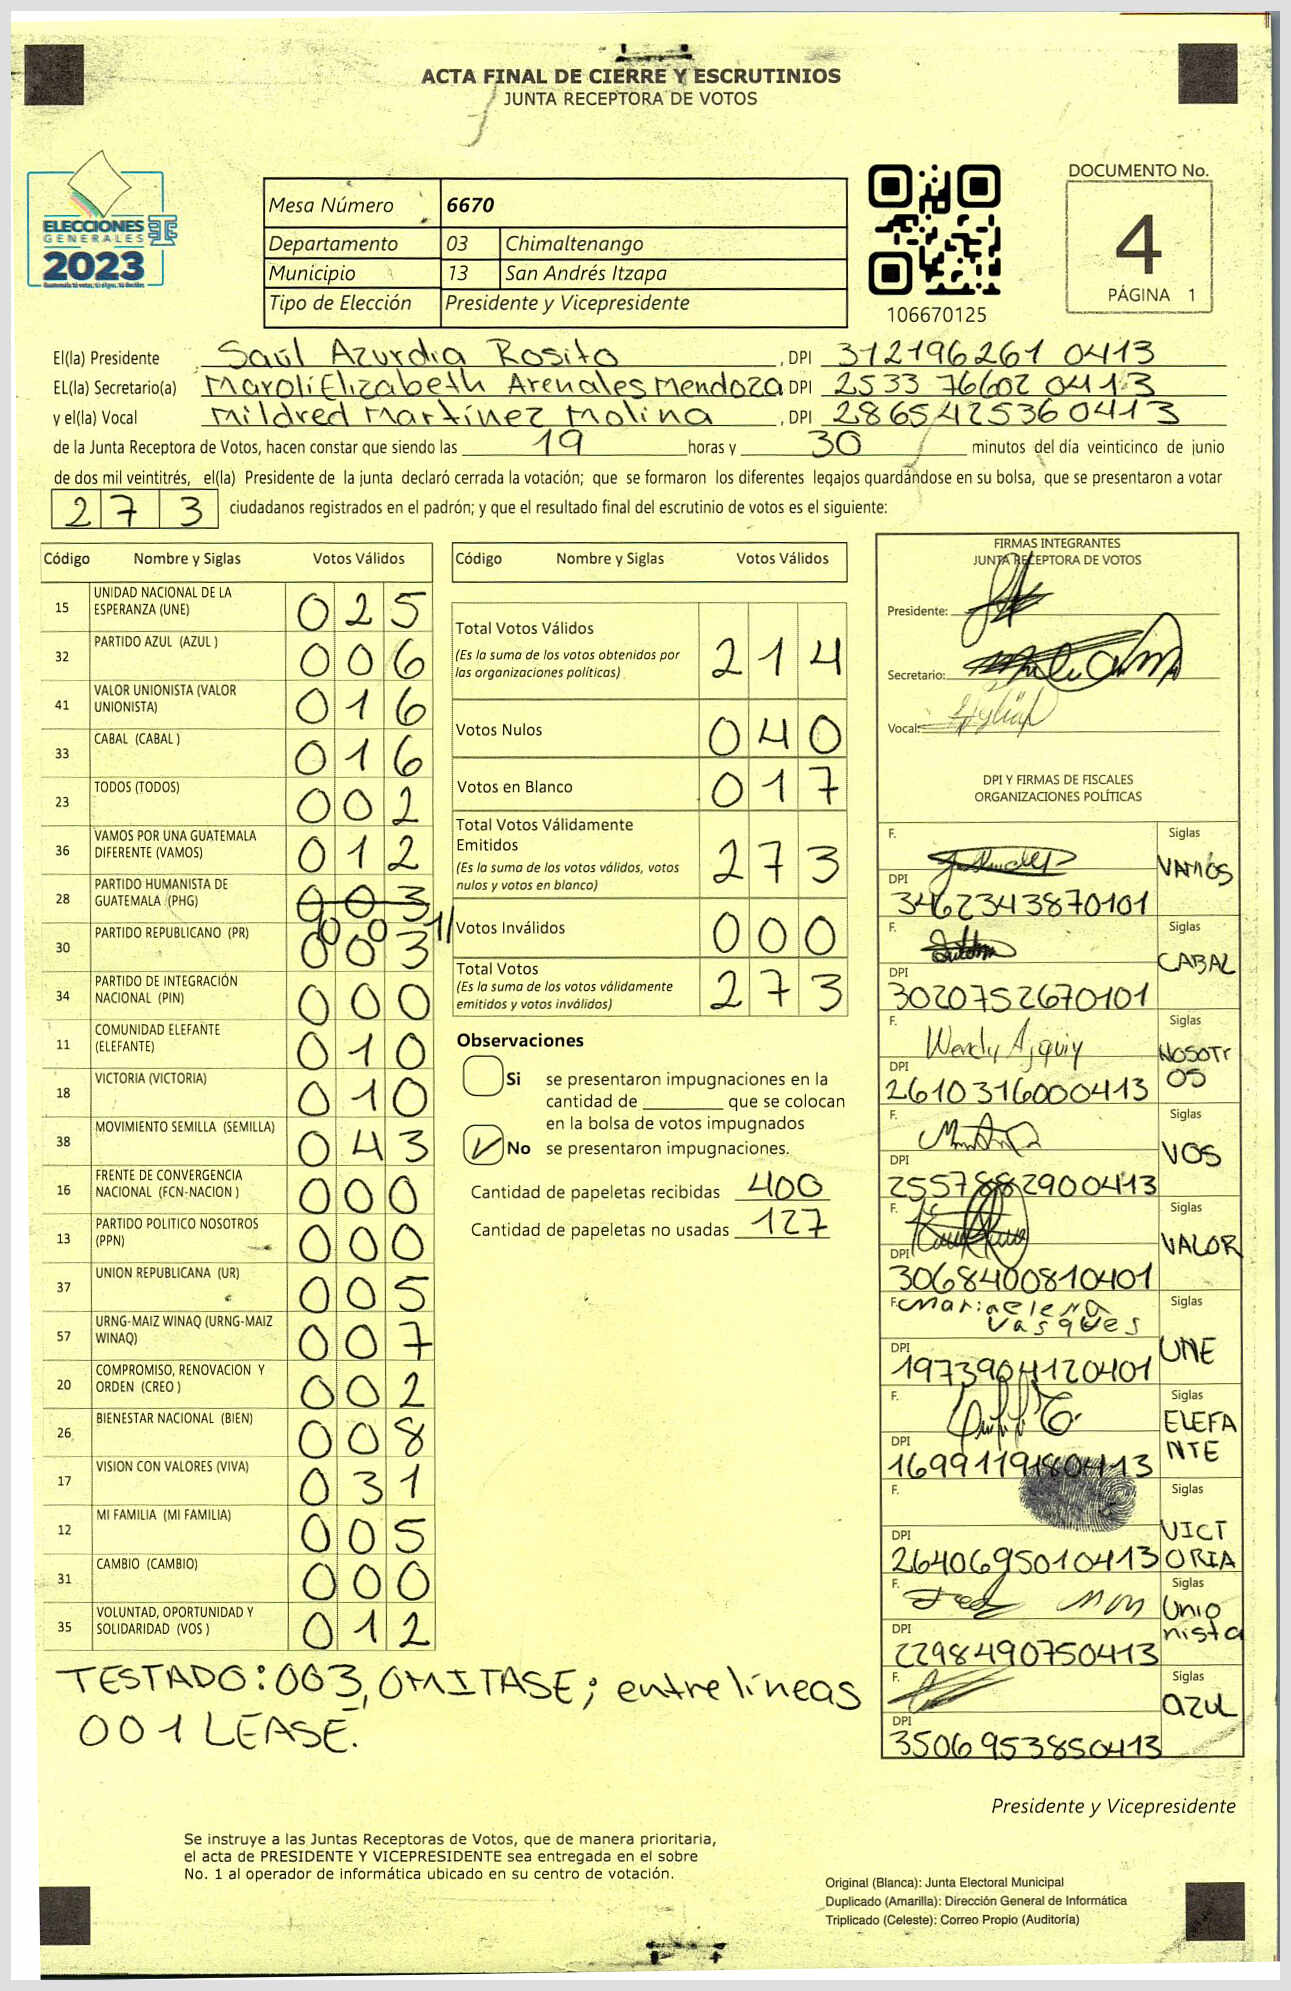 ACTA FINAL DE CIERRE Y ESCRUTINIOS
JUNTA RECEPTORA DE VOTOS
ELECCIONES
GENERALES
2023
Mesa Número 6670
Departamento 03 Chimaltenango
Municipio 13 San Andrés Itzapa
Tipo de Elección Presidente y Vicepresidente
106670125
DOCUMENTO No.
4
PÁGINA 1
El(la) Presidente Saúl Azurdia Rosito, DPI 312196261 0413
EL(la) Secretario(a) Maroli Elizabeth Arenales Mendoza DPI 2533 76602 0413
y el(la) Vocal Mildred Martínez Molina, DPI 2865425360413
de la Junta Receptora de Votos, hacen constar que siendo las 19 horas y 30 minutos del día veinticinco de junio
de dos mil veintitrés, el(la) Presidente de la junta declaró cerrada la votación; que se formaron los diferentes legajos guardándose en su bolsa, que se presentaron a votar
273 ciudadanos registrados en el padrón; y que el resultado final del escrutinio de votos es el siguiente:
Código Nombre y Siglas Votos Válidos
15 UNIDAD NACIONAL DE LA ESPERANZA (UNE) 025
32 PARTIDO AZUL (AZUL ) 006
41 VALOR UNIONISTA (VALOR UNIONISTA) 016
33 CABAL (CABAL ) 016
23 TODOS (TODOS) 002
36 VAMOS POR UNA GUATEMALA DIFERENTE (VAMOS) 012
28 PARTIDO HUMANISTA DE GUATEMALA (PHG) 003
001//
30 PARTIDO REPUBLICANO (PR) 003
34 PARTIDO DE INTEGRACIÓN NACIONAL (PIN) 000
11 COMUNIDAD ELEFANTE (ELEFANTE) 010
18 VICTORIA (VICTORIA) 010
38 MOVIMIENTO SEMILLA (SEMILLA) 043
16 FRENTE DE CONVERGENCIA NACIONAL (FCN-NACION ) 000
13 PARTIDO POLITICO NOSOTROS (PPN) 000
37 UNION REPUBLICANA (UR) 005
57 URNG-MAIZ WINAQ (URNG-MAIZ WINAQ) 007
20 COMPROMISO, RENOVACION Y ORDEN (CREO ) 002
26 BIENESTAR NACIONAL (BIEN) 008
17 VISION CON VALORES (VIVA) 031
12 MI FAMILIA (MI FAMILIA) 005
31 CAMBIO (CAMBIO) 000
35 VOLUNTAD, OPORTUNIDAD Y SOLIDARIDAD (VOS ) 012
TESTADO: 003, OMITASE; entre líneas
001 LEASE.
Código Nombre y Siglas Votos Válidos
Total Votos Válidos 214
(Es la suma de los votos obtenidos por
las organizaciones políticas)
Votos Nulos 040
Votos en Blanco 017
Total Votos Válidamente
Emitidos 273
(Es la suma de los votos válidos, votos
nulos y votos en blanco)
Votos Inválidos 000
Total Votos 273
(Es la suma de los votos válidamente
emitidos y votos inválidos)
Observaciones
Si se presentaron impugnaciones en la
cantidad de ________ que se colocan
en la bolsa de votos impugnados
No se presentaron impugnaciones.
Cantidad de papeletas recibidas 400
Cantidad de papeletas no usadas 127
FIRMAS INTEGRANTES
JUNTA RECEPTORA DE VOTOS
Presidente:
Secretario:
Vocal:
DPI Y FIRMAS DE FISCALES
ORGANIZACIONES POLÍTICAS
F. Siglas VAMOS
DPI 3462343870101
F. Siglas CABAL
DPI 3020752670101
F. Wendy Ajquiy Siglas NOSOTROS
DPI 2610316000413
F. Siglas VOS
DPI 2557882900413
F. Siglas VALOR
DPI 3068400810401
F. Mariaelena Vasques Siglas UNE
DPI 1973904120401
F. Siglas ELEFANTE
DPI 1699119180413
F. Siglas VICTORIA
DPI 2640695010413
F. Siglas Unionista
DPI 2298490750413
F. Siglas azul
DPI 3506953850413
Presidente y Vicepresidente
Se instruye a las Juntas Receptoras de Votos, que de manera prioritaria,
el acta de PRESIDENTE Y VICEPRESIDENTE sea entregada en el sobre
No. 1 al operador de informática ubicado en su centro de votación.
Original (Blanca): Junta Electoral Municipal
Duplicado (Amarilla): Dirección General de Informática
Triplicado (Celeste): Correo Propio (Auditoría)